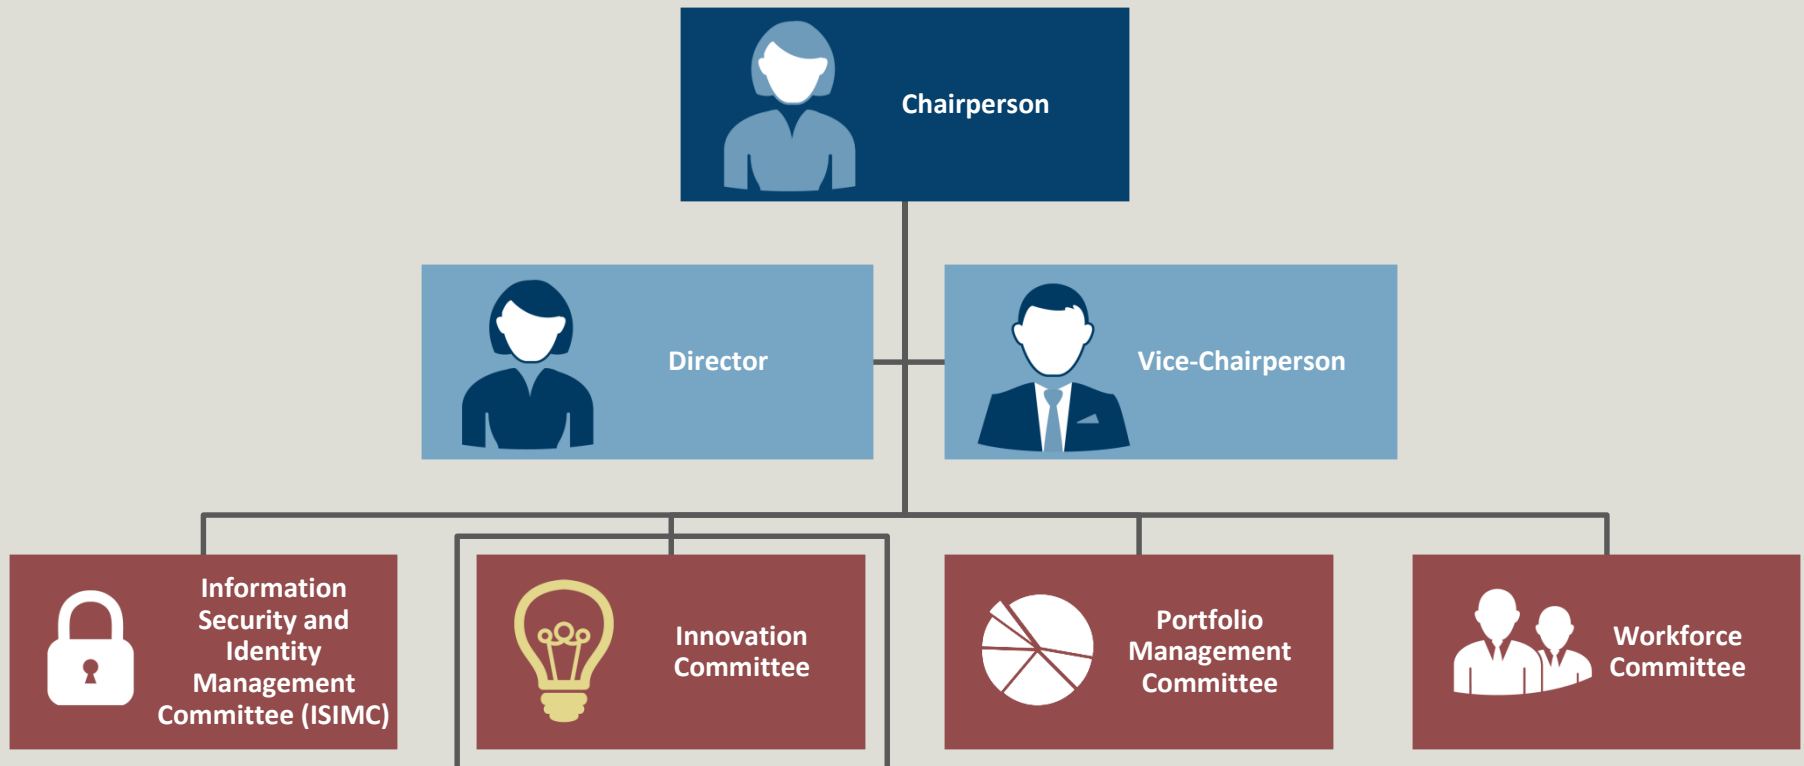 Chairperson
Director
Vice-Chairperson
Information
Security and
Identity
Management
Committee (ISIMC)
Innovation
Committee
Portfolio
Management
Committee
Workforce
Committee